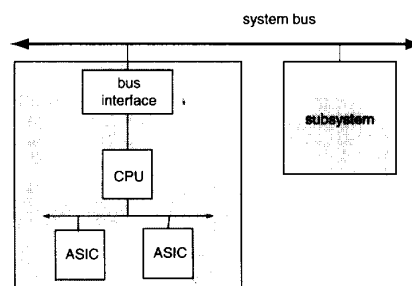 system bus
bus
interface
subsystem
CPU
ASIC
ASIC